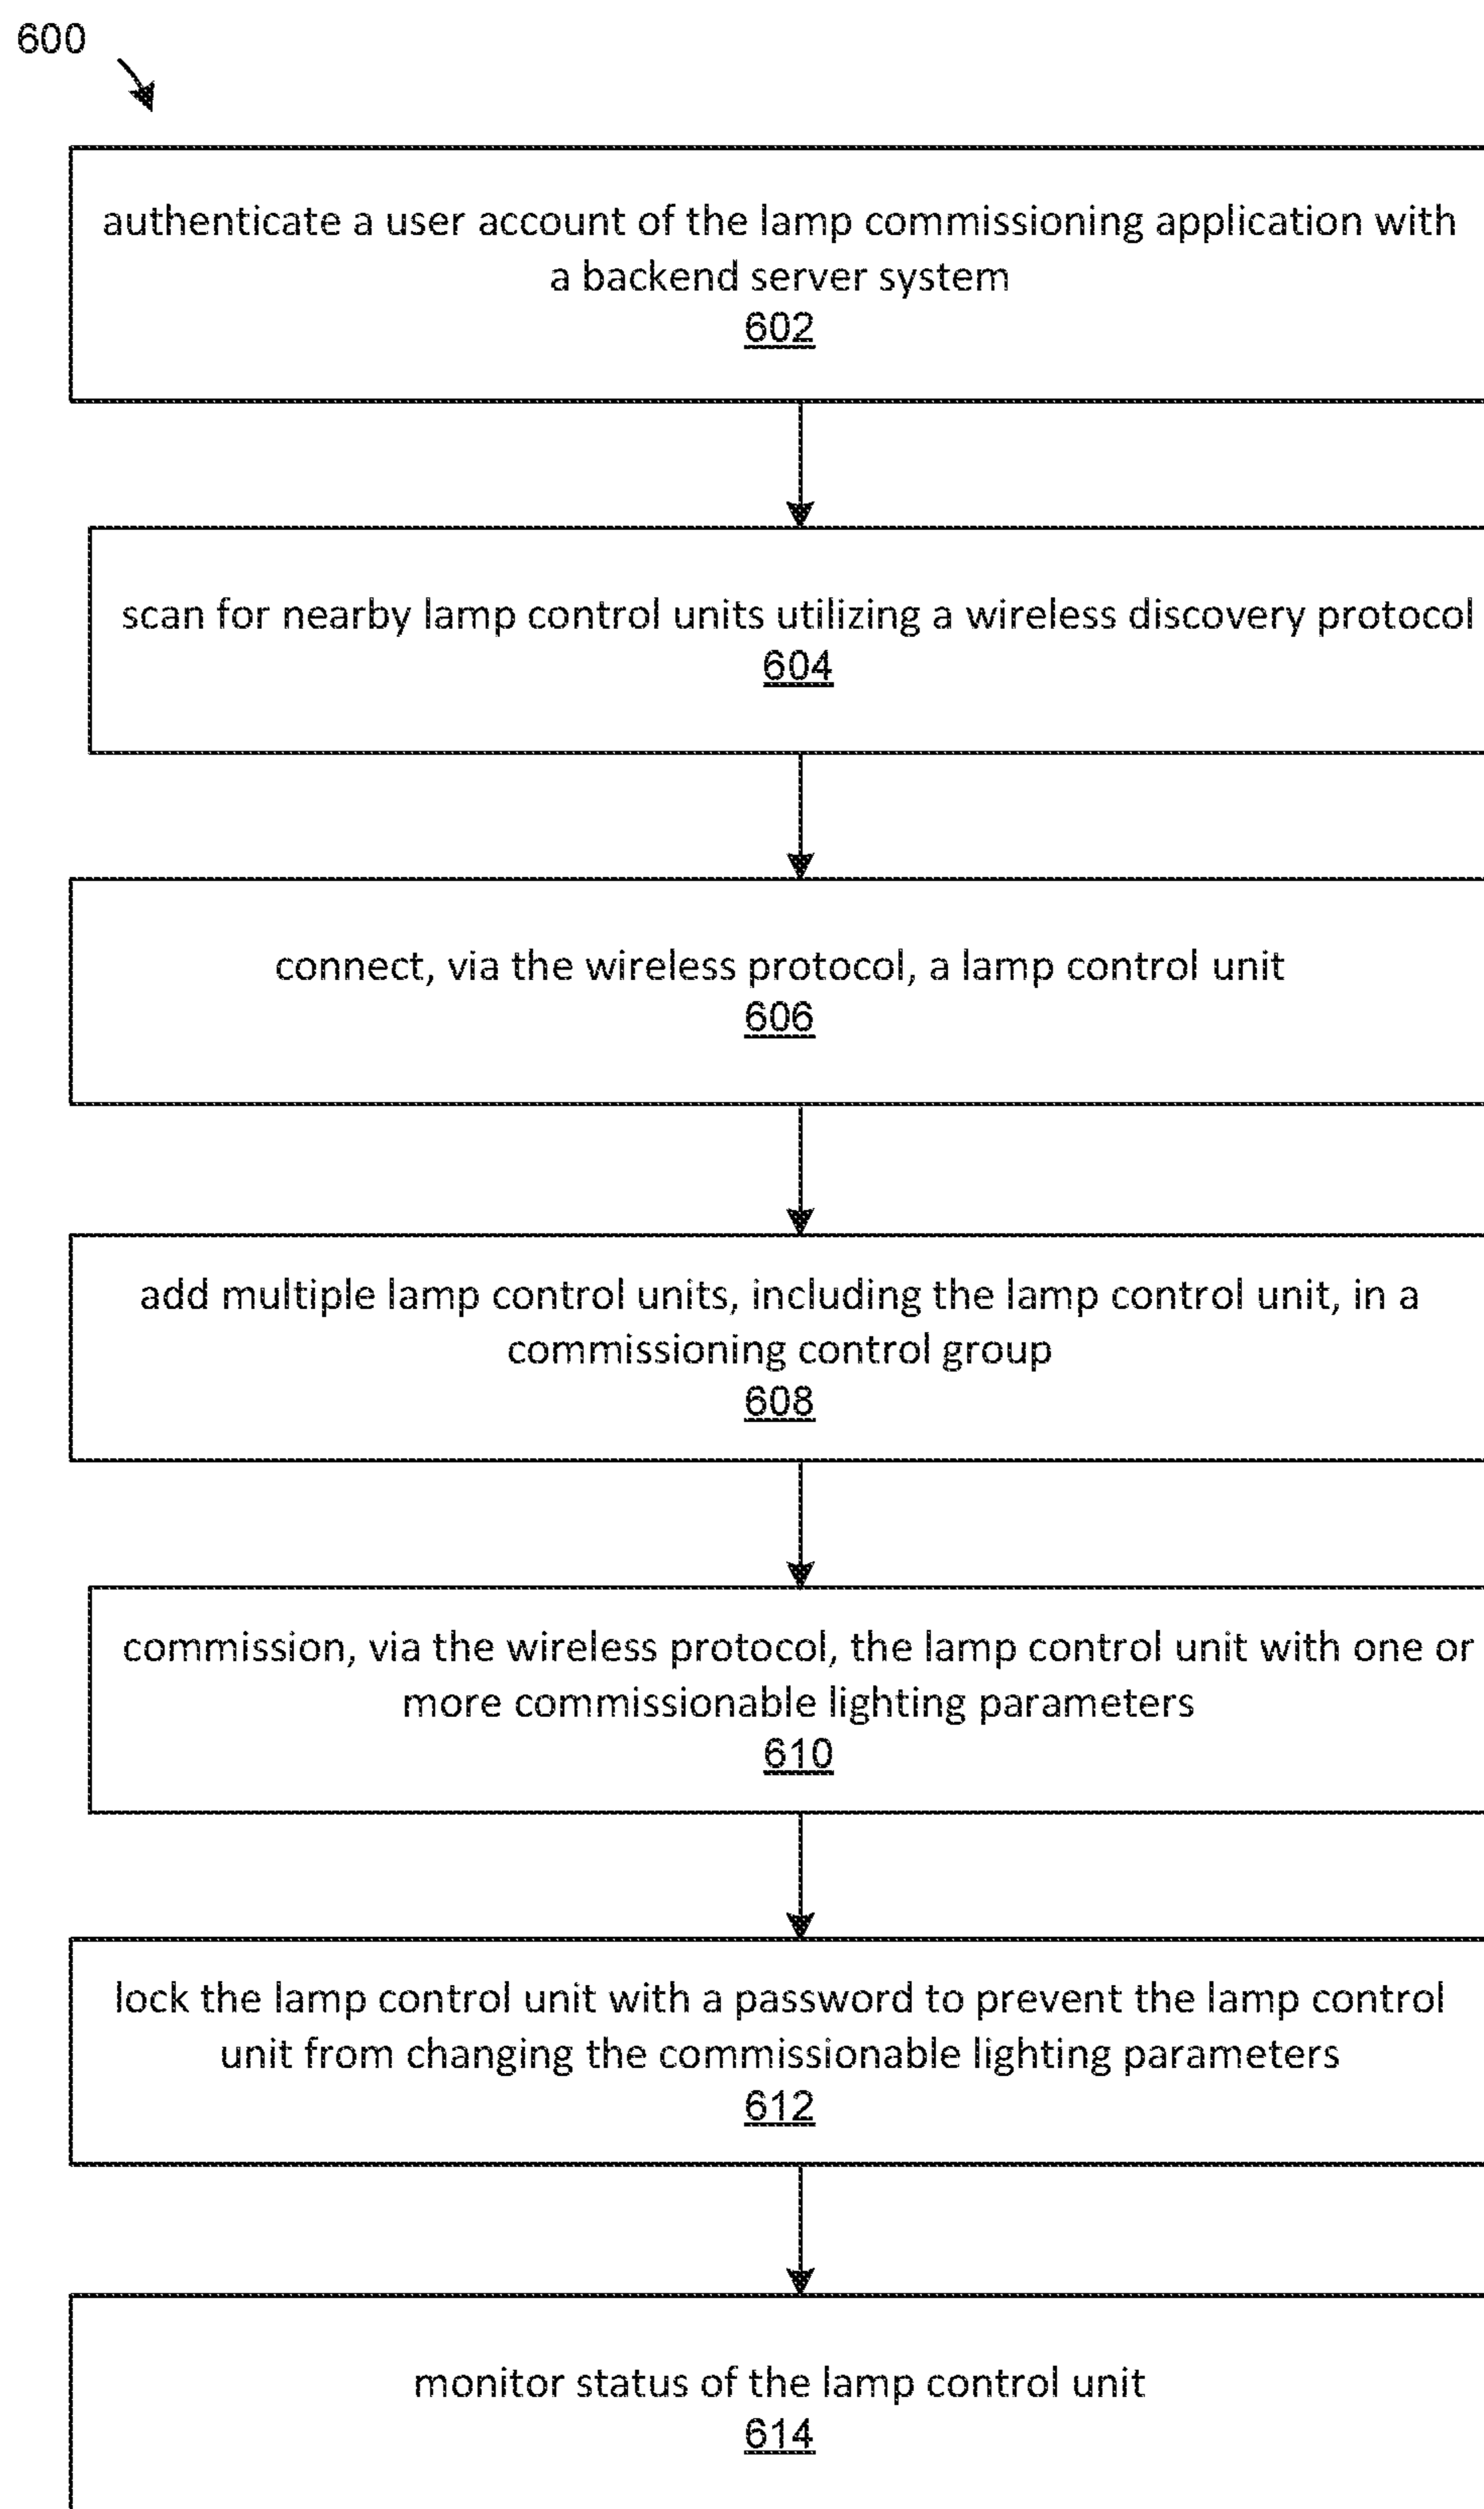 600
authenticate a user account of the lamp commissioning application with
a backend server system
602
scan for nearby lamp control units utilizing a wireless discovery protocol
604
connect, via the wireless protocol, a lamp control unit
606
add multiple lamp control units, including the lamp control unit, in a
commissioning control group
608
commission, via the wireless protocol, the lamp control unit with one or
more commissionable lighting parameters
610
lock the lamp control unit with a password to prevent the lamp control
unit from changing the commissionable lighting parameters
612
monitor status of the lamp control unit
614